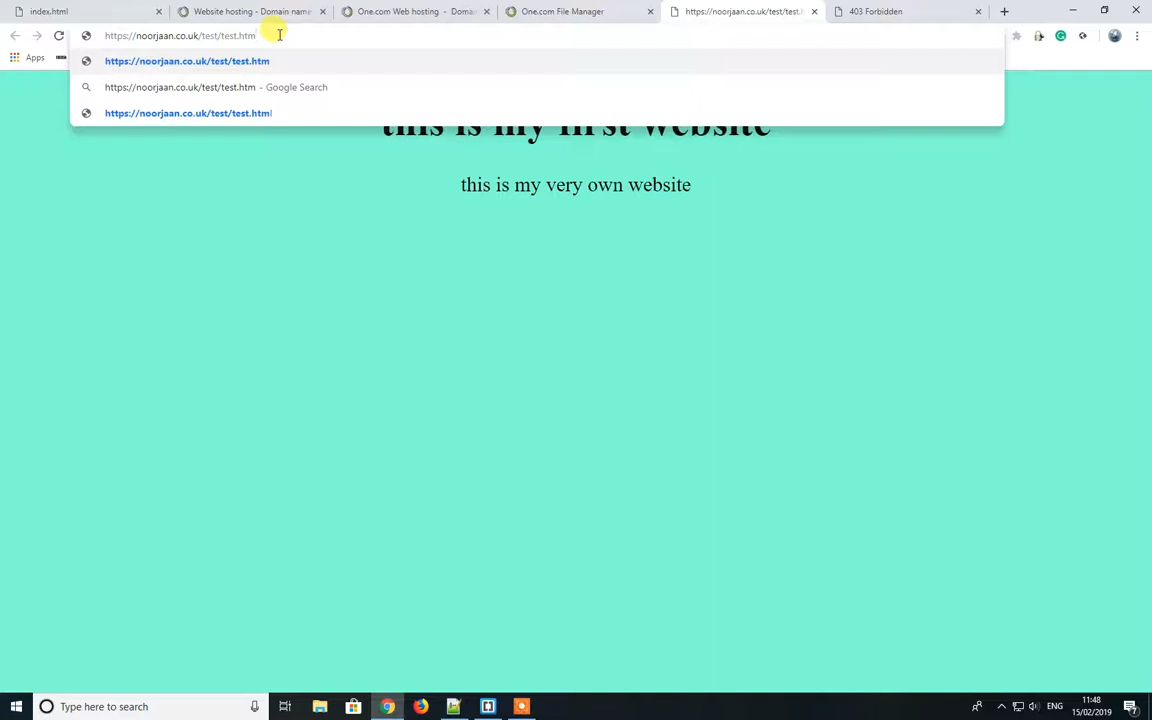 index.html
Website hosting - Domain name
One.com Web hosting - Domai
One.com File Manager
https://noorjaan.co.uk/test/test.h
403 Forbidden
https://noorjaan.co.uk/test/test.htm
Apps
https://noorjaan.co.uk/test/test.htm
https://noorjaan.co.uk/test/test.htm - Google Search
https://noorjaan.co.uk/test/test.html
this is my first website
this is my very own website
Type here to search
ENG
11:48
15/02/2019
7